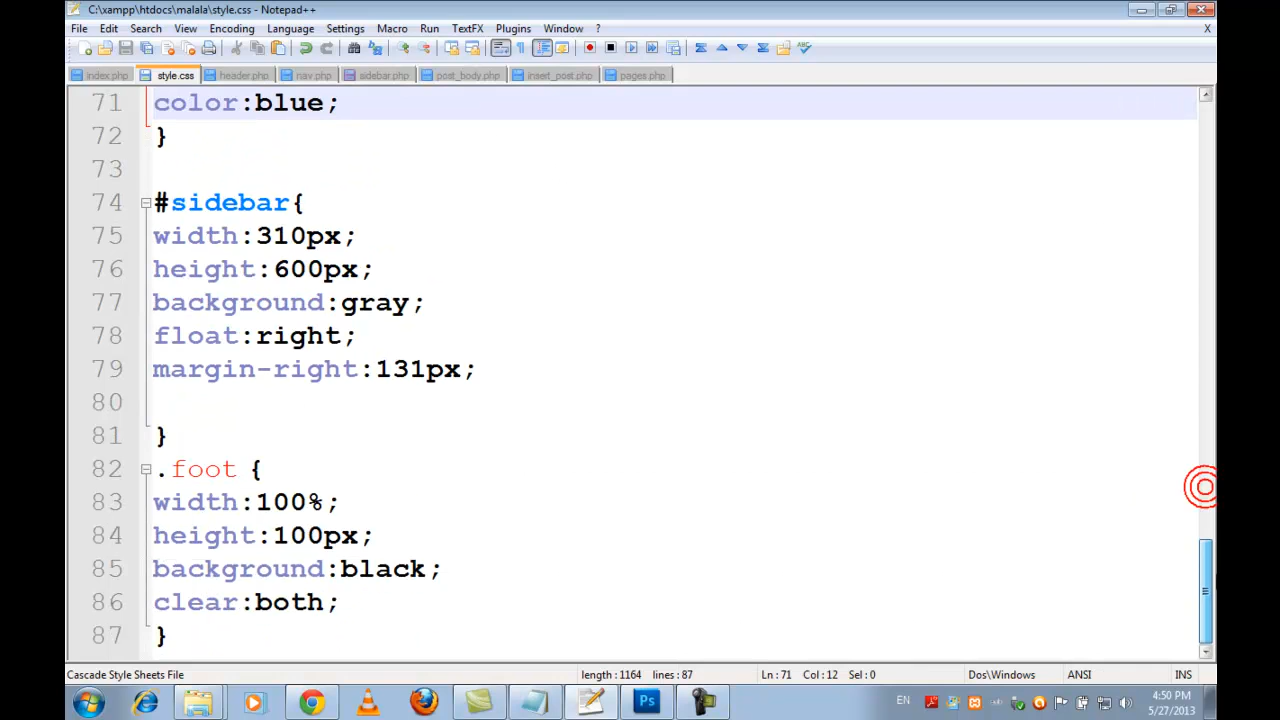 C:\xampp\htdocs\malala\style.css - Notepad++
File Edit Search View Encoding Language Settings Macro Run TextFX Plugins Window ? X
index.php style.css header.php nav.php sidebar.php post_body.php insert_post.php pages.php
71 color:blue;
72 }
73
74 #sidebar{
75 width:310px;
76 height:600px;
77 background:gray;
78 float:right;
79 margin-right:131px;
80
81 }
82 .foot {
83 width:100%;
84 height:100px;
85 background:black;
86 clear:both;
87 }
Cascade Style Sheets File length : 1164 lines : 87 Ln : 71 Col : 12 Sel : 0 Dos\Windows ANSI INS
Ps EN 4:50 PM
5/27/2013